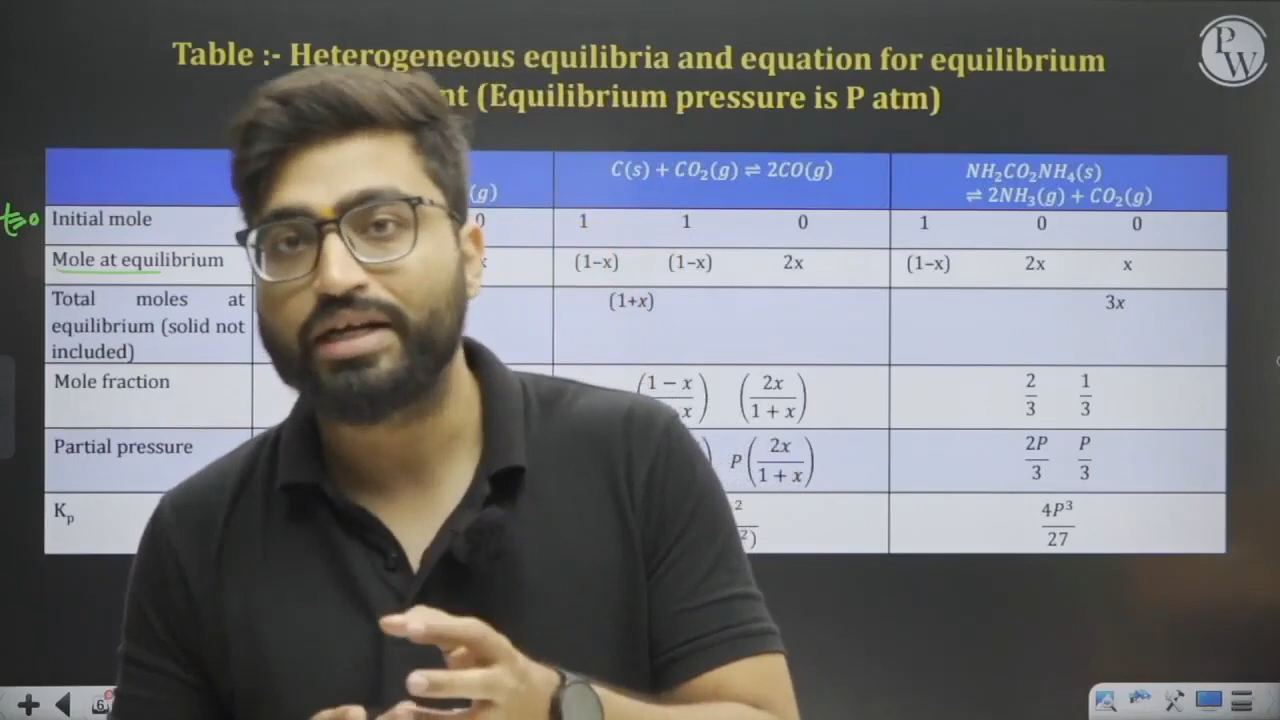 Table :- Heterogeneous equilibria and equation for equilibrium
(Equilibrium pressure is P atm)
PW
(g) C(s) + CO₂(g) ⇌ 2CO(g) NH₂CO₂NH₄(s)
⇌ 2NH₃(g) + CO₂(g)
t=0 Initial mole 0 1 1 0 1 0 0
Mole at equilibrium (1–x) (1–x) 2x (1–x) 2x x
Total moles at
equilibrium (solid not
included)
(1+x) 3x
Mole fraction (2x/(1 + x)) 2/3 1/3
Partial pressure P(2x/(1 + x)) 2P/3 P/3
Kₚ 4P³/27
6